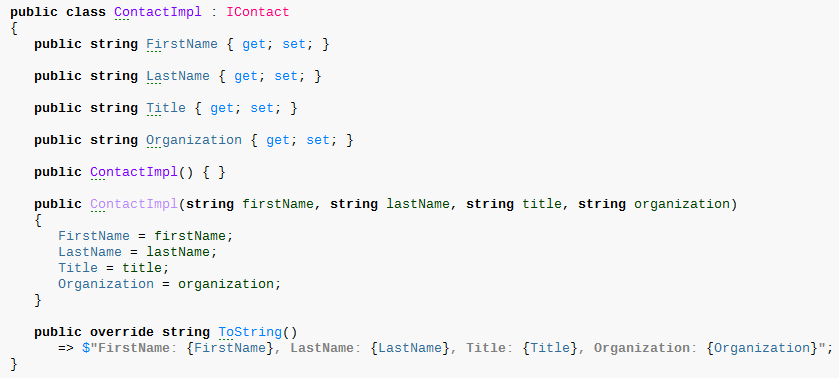 public class ContactImpl : IContact
{
public string FirstName { get; set; }
public string LastName { get; set; }
public string Title { get; set; }
public string Organization { get; set; }
public ContactImpl() { }
public ContactImpl(string firstName, string lastName, string title, string organization)
{
FirstName = firstName;
LastName = lastName;
Title = title;
Organization = organization;
}
public override string ToString()
=> $"FirstName: {FirstName}, LastName: {LastName}, Title: {Title}, Organization: {Organization}";
}